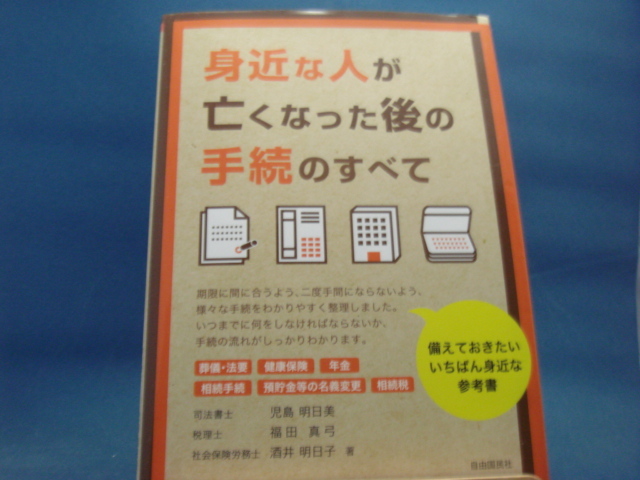 身近な人が
亡くなった後の
手続のすべて
期限に間に合うよう、二度手間にならないよう、
様々な手続をわかりやすく整理しました。
いつまでに何をしなければならないか、
手続の流れがしっかりわかります。
備えておきたい
いちばん身近な
参考書
葬儀・法要 健康保険 年金
相続手続 預貯金等の名義変更 相続税
司法書士 児島 明日美
税理士 福田 真弓
社会保険労務士 酒井 明日子 著
自由国民社